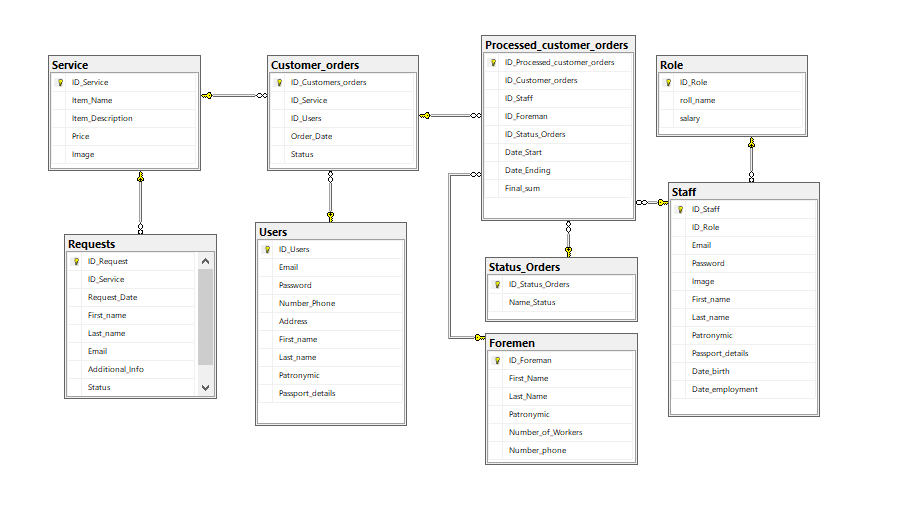 Service
ID_Service
Item_Name
Item_Description
Price
Image
Customer_orders
ID_Customers_orders
ID_Service
ID_Users
Order_Date
Status
Processed_customer_orders
ID_Processed_customer_orders
ID_Customer_orders
ID_Staff
ID_Foreman
ID_Status_Orders
Date_Start
Date_Ending
Final_sum
Role
ID_Role
roll_name
salary
Requests
ID_Request
ID_Service
Request_Date
First_name
Last_name
Email
Additional_Info
Status
Users
ID_Users
Email
Password
Number_Phone
Address
First_name
Last_name
Patronymic
Passport_details
Status_Orders
ID_Status_Orders
Name_Status
Foremen
ID_Foreman
First_Name
Last_Name
Patronymic
Number_of_Workers
Number_phone
Staff
ID_Staff
ID_Role
Email
Password
Image
First_name
Last_name
Patronymic
Passport_details
Date_birth
Date_employment